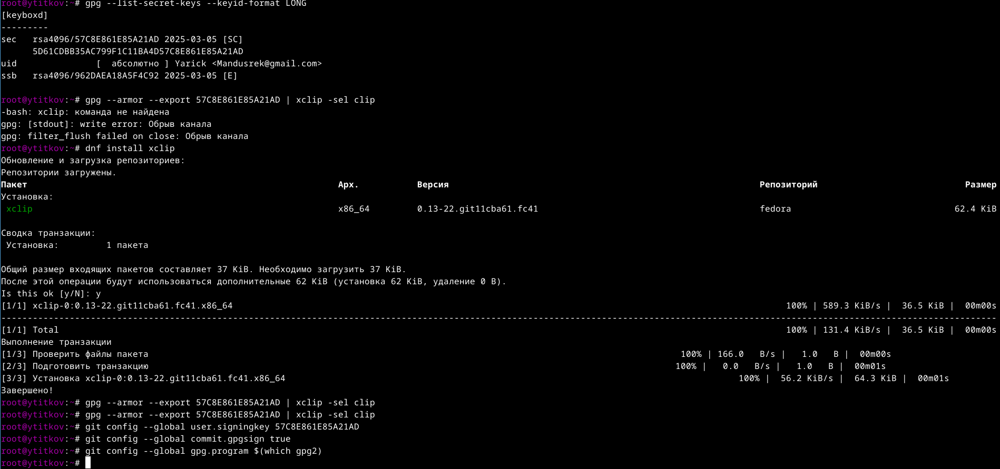 root@ytitkov:~# gpg --list-secret-keys --keyid-format LONG
[keyboxd]
---------
sec   rsa4096/57C8E861E85A21AD 2025-03-05 [SC]
      5D61CDBB35AC799F1C11BA4D57C8E861E85A21AD
uid               [  абсолютно ] Yarick <Mandusrek@gmail.com>
ssb   rsa4096/962DAEA18A5F4C92 2025-03-05 [E]
root@ytitkov:~# gpg --armor --export 57C8E861E85A21AD | xclip -sel clip
-bash: xclip: команда не найдена
gpg: [stdout]: write error: Обрыв канала
gpg: filter_flush failed on close: Обрыв канала
root@ytitkov:~# dnf install xclip
Обновление и загрузка репозиториев:
Репозитории загружены.
Пакет Арх. Версия Репозиторий Размер
Установка:
 xclip x86_64 0.13-22.git11cba61.fc41 fedora 62.4 KiB
Сводка транзакции:
 Установка:         1 пакета
Общий размер входящих пакетов составляет 37 KiB. Необходимо загрузить 37 KiB.
После этой операции будут использоваться дополнительные 62 KiB (установка 62 KiB, удаление 0 B).
Is this ok [y/N]: y
[1/1] xclip-0:0.13-22.git11cba61.fc41.x86_64 100% | 589.3 KiB/s |  36.5 KiB |  00m00s
---------------------------------------------------------------------------------------------------------------------------------------------------------------------------------------------
[1/1] Total 100% | 131.4 KiB/s |  36.5 KiB |  00m00s
Выполнение транзакции
[1/3] Проверить файлы пакета 100% | 166.0   B/s |   1.0   B |  00m00s
[2/3] Подготовить транзакцию 100% |   0.0   B/s |   1.0   B |  00m01s
[3/3] Установка xclip-0:0.13-22.git11cba61.fc41.x86_64 100% |  56.2 KiB/s |  64.3 KiB |  00m01s
Завершено!
root@ytitkov:~# gpg --armor --export 57C8E861E85A21AD | xclip -sel clip
root@ytitkov:~# gpg --armor --export 57C8E861E85A21AD | xclip -sel clip
root@ytitkov:~# git config --global user.signingkey 57C8E861E85A21AD
root@ytitkov:~# git config --global commit.gpgsign true
root@ytitkov:~# git config --global gpg.program $(which gpg2)
root@ytitkov:~#